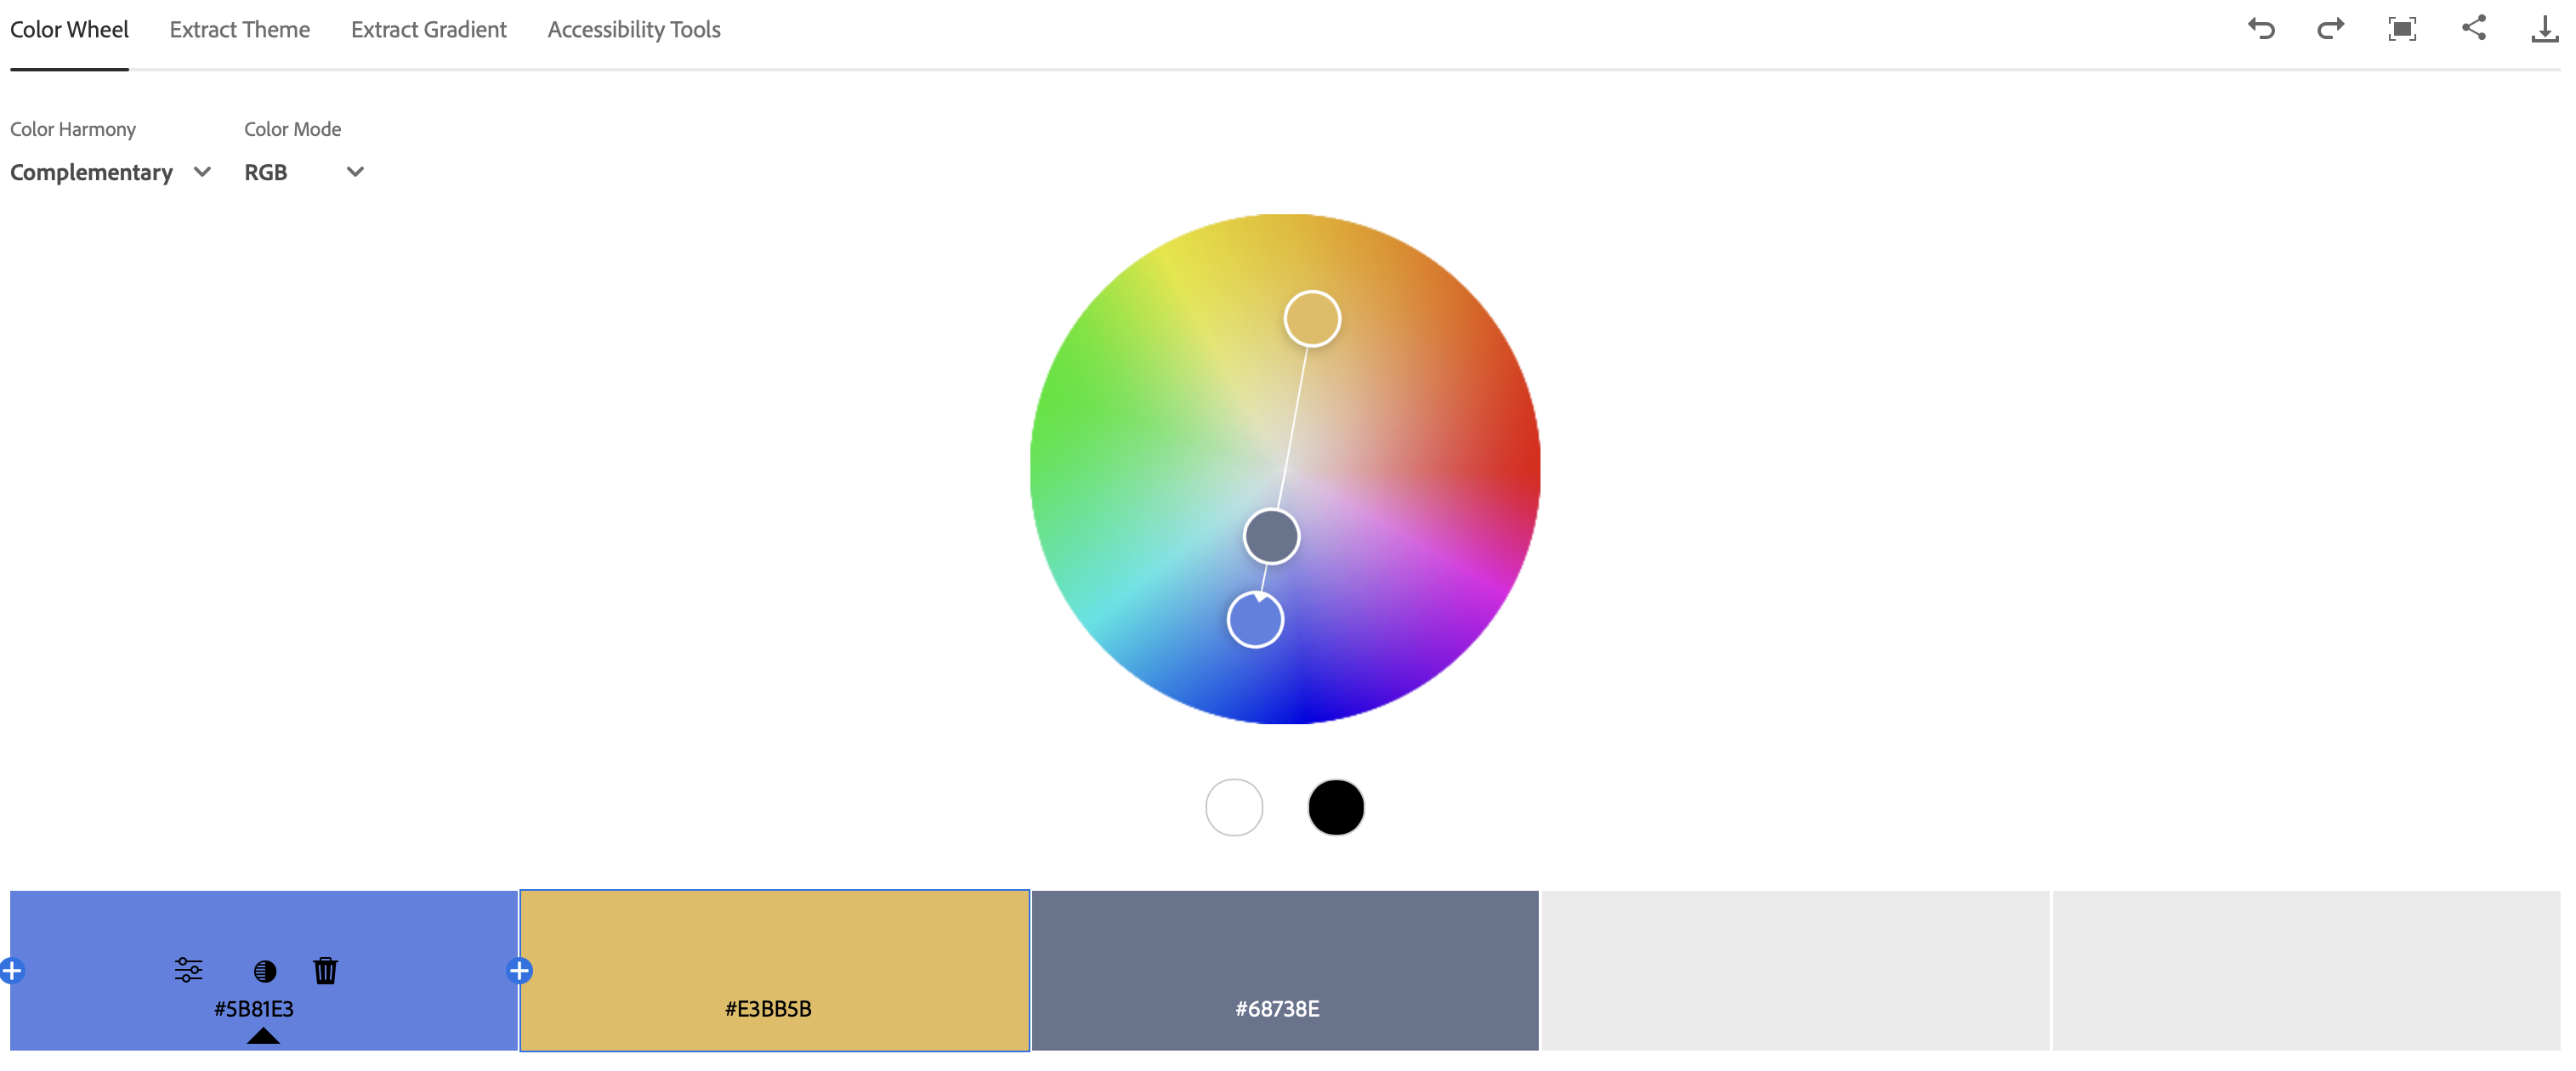 Color Wheel Extract Theme Extract Gradient Accessibility Tools
Color Harmony Color Mode
Complementary RGB
#5B81E3 #E3BB5B #68738E